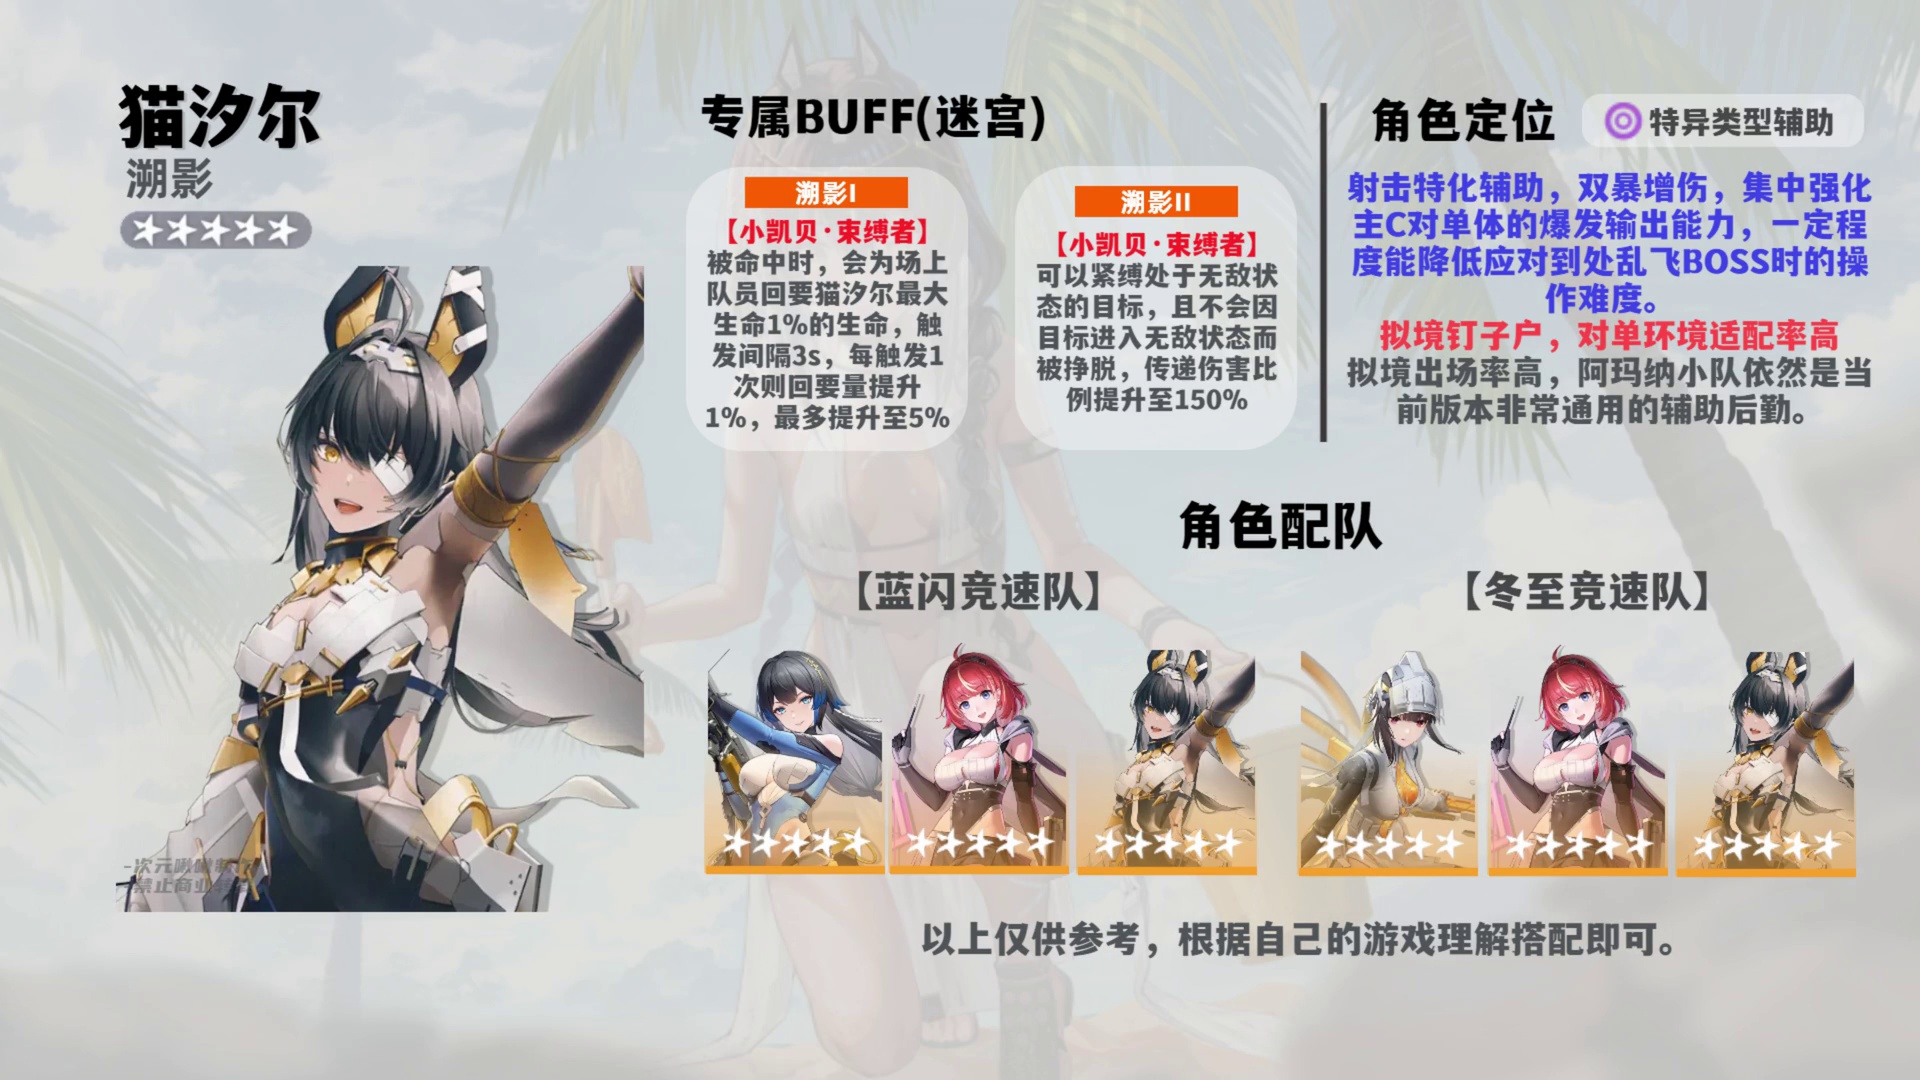 猫汐尔
溯影
专属BUFF(迷宫)
溯影I
【小凯贝·束缚者】
被命中时，会为场上
队员回要猫汐尔最大
生命1%的生命，触
发间隔3s，每触发1
次则回要量提升
1%，最多提升至5%
溯影II
【小凯贝·束缚者】
可以紧缚处于无敌状
态的目标，且不会因
目标进入无敌状态而
被挣脱，传递伤害比
例提升至150%
角色定位
特异类型辅助
射击特化辅助，双暴增伤，集中强化
主C对单体的爆发输出能力，一定程
度能降低应对到处乱飞BOSS时的操
作难度。
拟境钉子户，对单环境适配率高
拟境出场率高，阿玛纳小队依然是当
前版本非常通用的辅助后勤。
角色配队
【蓝闪竞速队】
【冬至竞速队】
-次元
禁止商业
以上仅供参考，根据自己的游戏理解搭配即可。